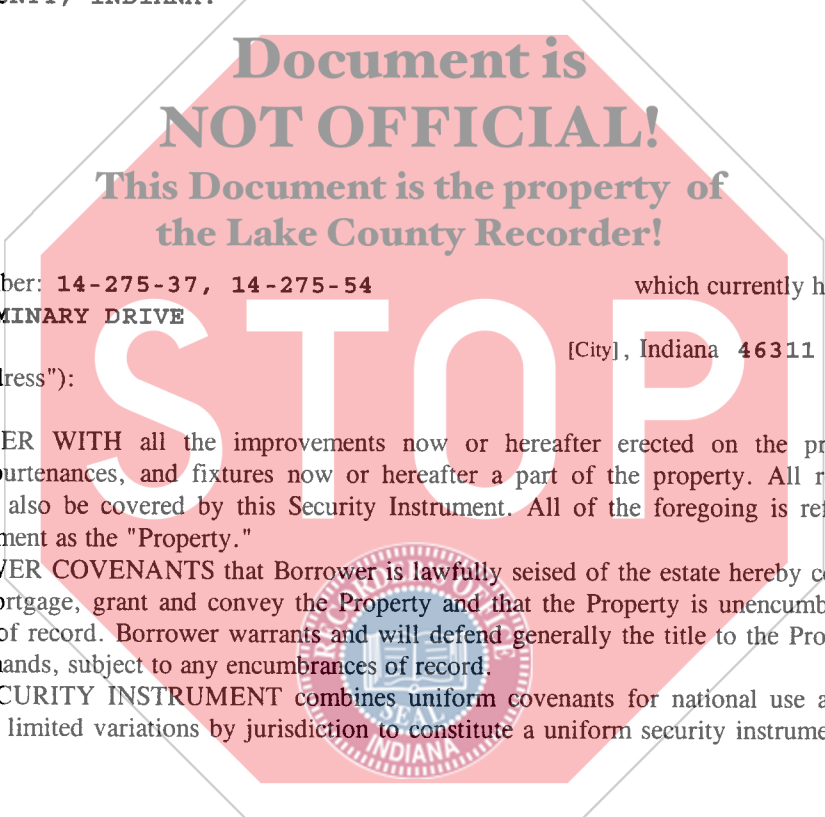 INDIANA.
Document is
NOT OFFICIAL!
This Document is the property of
the Lake County Recorder!
ber: 14-275-37, 14-275-54 which currently h
MINARY DRIVE
[City], Indiana 46311
dress"):
STOP
ER WITH all the improvements now or hereafter erected on the pr
purtenances, and fixtures now or hereafter a part of the property. All r
also be covered by this Security Instrument. All of the foregoing is ref
ment as the "Property."
VER COVENANTS that Borrower is lawfully seised of the estate hereby c
ortgage, grant and convey the Property and that the Property is unencumb
of record. Borrower warrants and will defend generally the title to the Pro
ands, subject to any encumbrances of record.
CURITY INSTRUMENT combines uniform covenants for national use a
limited variations by jurisdiction to constitute a uniform security instrume
RECORDER'S OFFICE
SEAL
INDIANA